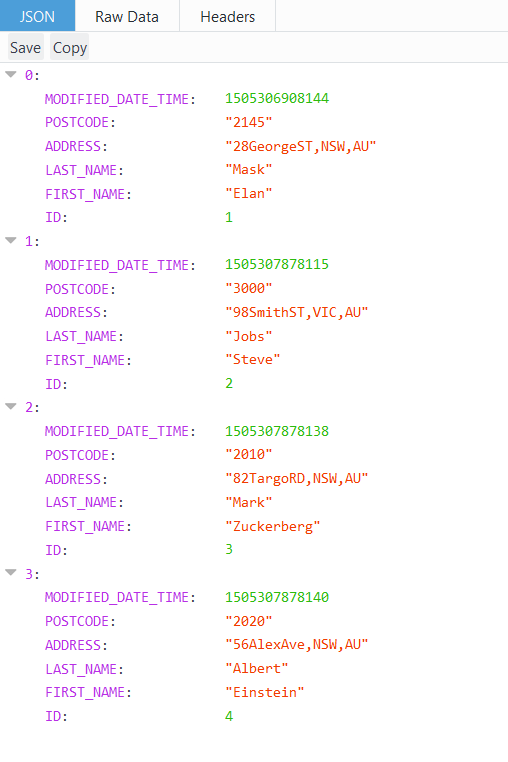 JSON Raw Data Headers
Save Copy
0:
MODIFIED_DATE_TIME: 1505306908144
POSTCODE: "2145"
ADDRESS: "28GeorgeST,NSW,AU"
LAST_NAME: "Mask"
FIRST_NAME: "Elan"
ID: 1
1:
MODIFIED_DATE_TIME: 1505307878115
POSTCODE: "3000"
ADDRESS: "98SmithST,VIC,AU"
LAST_NAME: "Jobs"
FIRST_NAME: "Steve"
ID: 2
2:
MODIFIED_DATE_TIME: 1505307878138
POSTCODE: "2010"
ADDRESS: "82TargoRD,NSW,AU"
LAST_NAME: "Mark"
FIRST_NAME: "Zuckerberg"
ID: 3
3:
MODIFIED_DATE_TIME: 1505307878140
POSTCODE: "2020"
ADDRESS: "56AlexAve,NSW,AU"
LAST_NAME: "Albert"
FIRST_NAME: "Einstein"
ID: 4